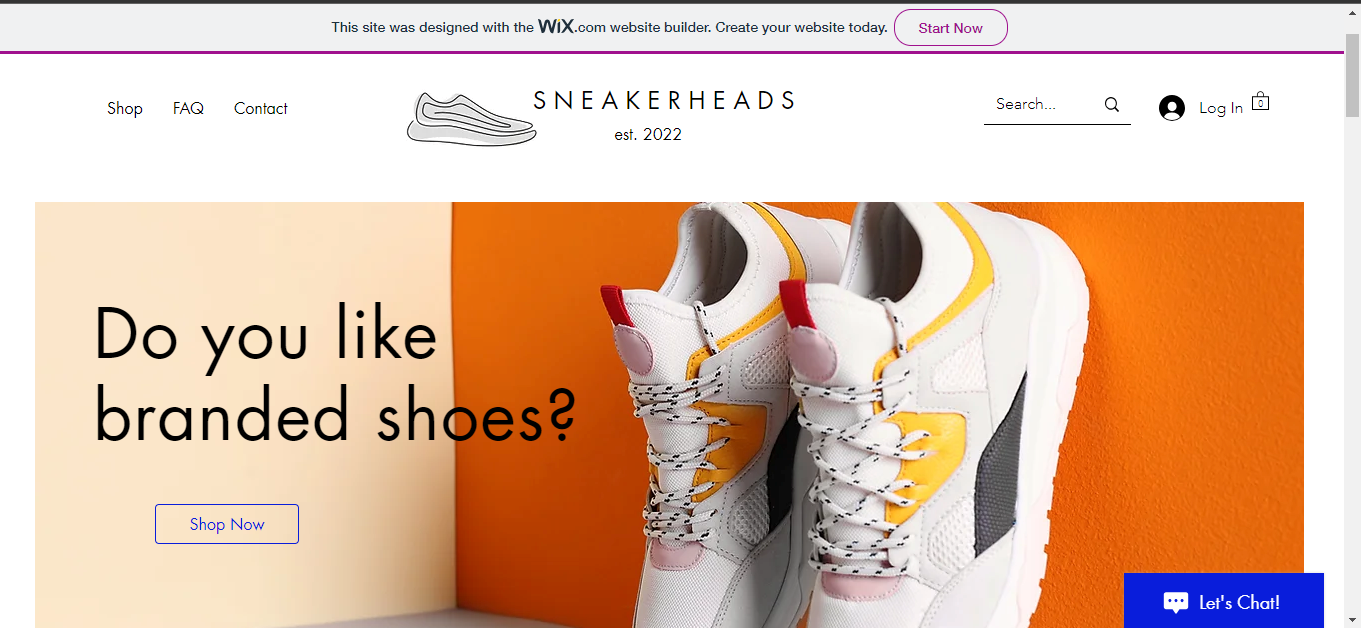 This site was designed with the WiX.com website builder. Create your website today. Start Now
Shop FAQ Contact
SNEAKERHEADS
est. 2022
Search...
Log In 0
Do you like
branded shoes?
Shop Now
Let's Chat!